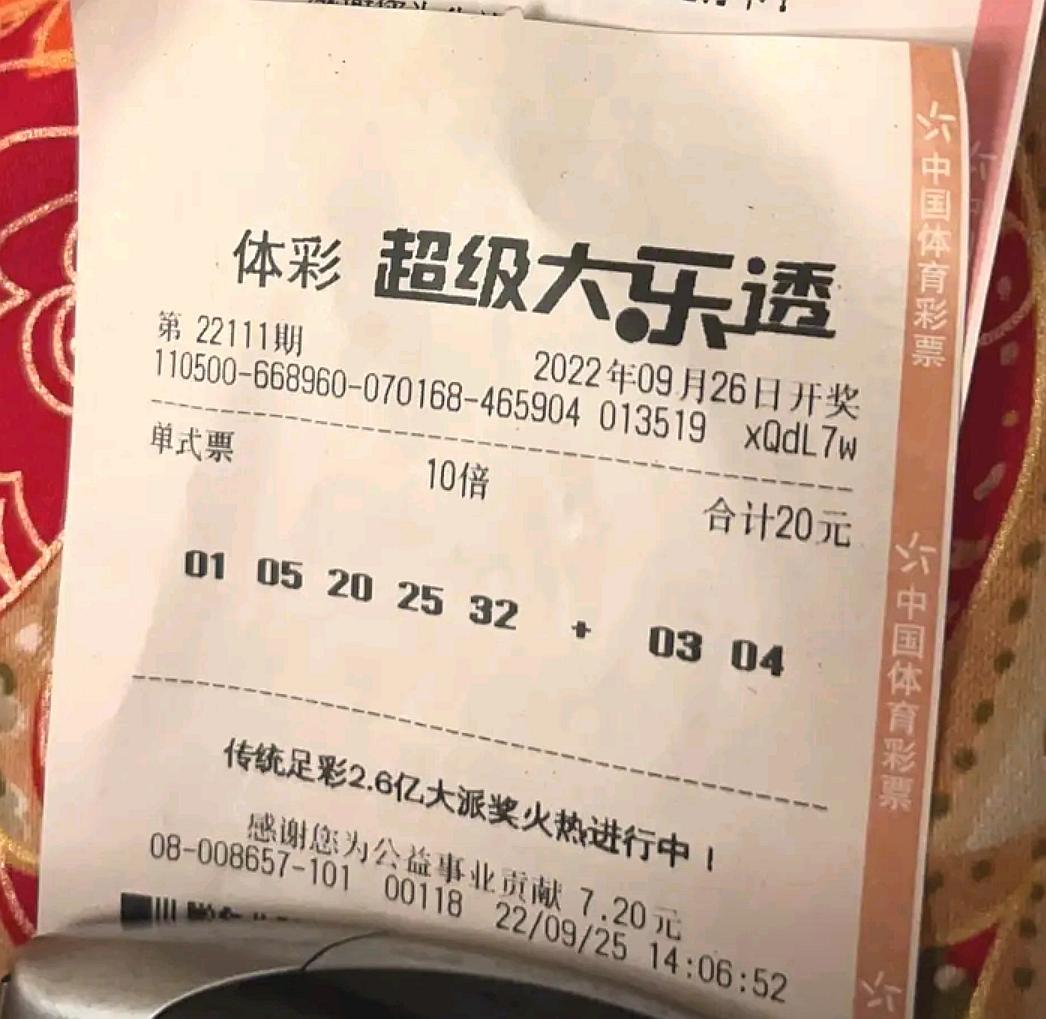 体彩 超级大乐透
第 22111期
2022年09月26日开奖
110500-668960-070168-465904 013519 xQdL7w
单式票 10倍 合计20元
01 05 20 25 32 + 03 04
传统足彩2.6亿大派奖火热进行中！
感谢您为公益事业贡献 7.20元
08-008657-101 00118 22/09/25 14:06:52
中国体育彩票
中国体育彩票